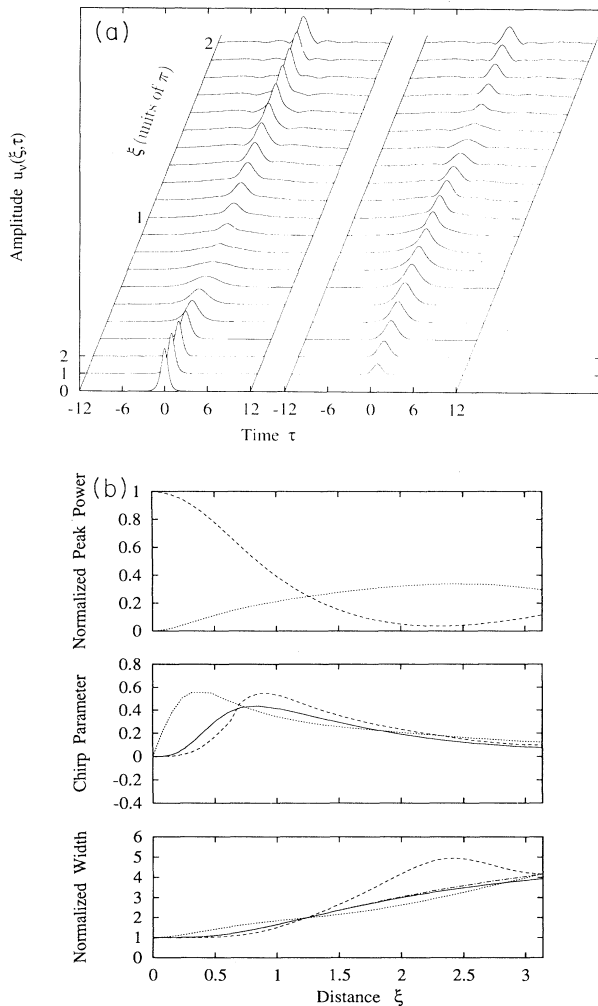 (a)
2
ξ (units of π)
1
Amplitude u_v(ξ,τ)
2
1
0
-12 -6 0 6 12 -12 -6 0 6 12
Time τ
(b)
Normalized Peak Power
1
0.8
0.6
0.4
0.2
0
Chirp Parameter
0.8
0.6
0.4
0.2
0
-0.2
-0.4
Normalized Width
6
5
4
3
2
1
0
0 0.5 1 1.5 2 2.5 3
Distance ξ